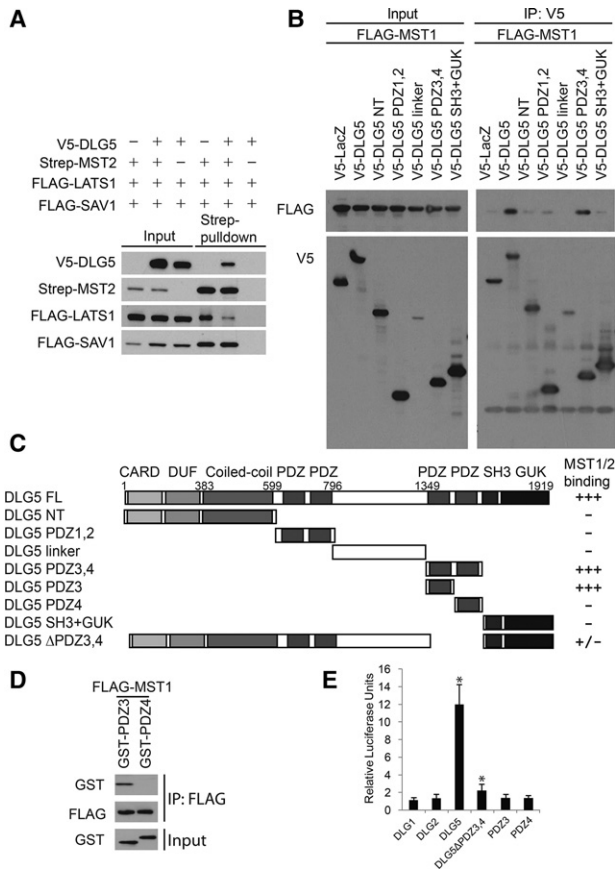 A
V5-DLG5 − + + − + −
Strep-MST2 + + − + + −
FLAG-LATS1 + + + + + +
FLAG-SAV1 + + + + + +
Input Strep-pulldown
V5-DLG5
Strep-MST2
FLAG-LATS1
FLAG-SAV1
B
Input IP: V5
FLAG-MST1 FLAG-MST1
V5-LacZ
V5-DLG5
V5-DLG5 NT
V5-DLG5 PDZ1,2
V5-DLG5 linker
V5-DLG5 PDZ3,4
V5-DLG5 SH3+GUK
V5-LacZ
V5-DLG5
V5-DLG5 NT
V5-DLG5 PDZ1,2
V5-DLG5 linker
V5-DLG5 PDZ3,4
V5-DLG5 SH3+GUK
FLAG
V5
C
CARD DUF Coiled-coil PDZ PDZ PDZ PDZ SH3 GUK MST1/2 binding
1 383 599 796 1349 1919
DLG5 FL +++
DLG5 NT −
DLG5 PDZ1,2 −
DLG5 linker −
DLG5 PDZ3,4 +++
DLG5 PDZ3 +++
DLG5 PDZ4 −
DLG5 SH3+GUK −
DLG5 ΔPDZ3,4 +/−
D
FLAG-MST1
GST-PDZ3
GST-PDZ4
GST
FLAG
IP: FLAG
GST Input
E
Relative Luciferase Units
16
14
12
10
8
6
4
2
0
* *
DLG1
DLG2
DLG5
DLG5ΔPDZ3,4
PDZ3
PDZ4